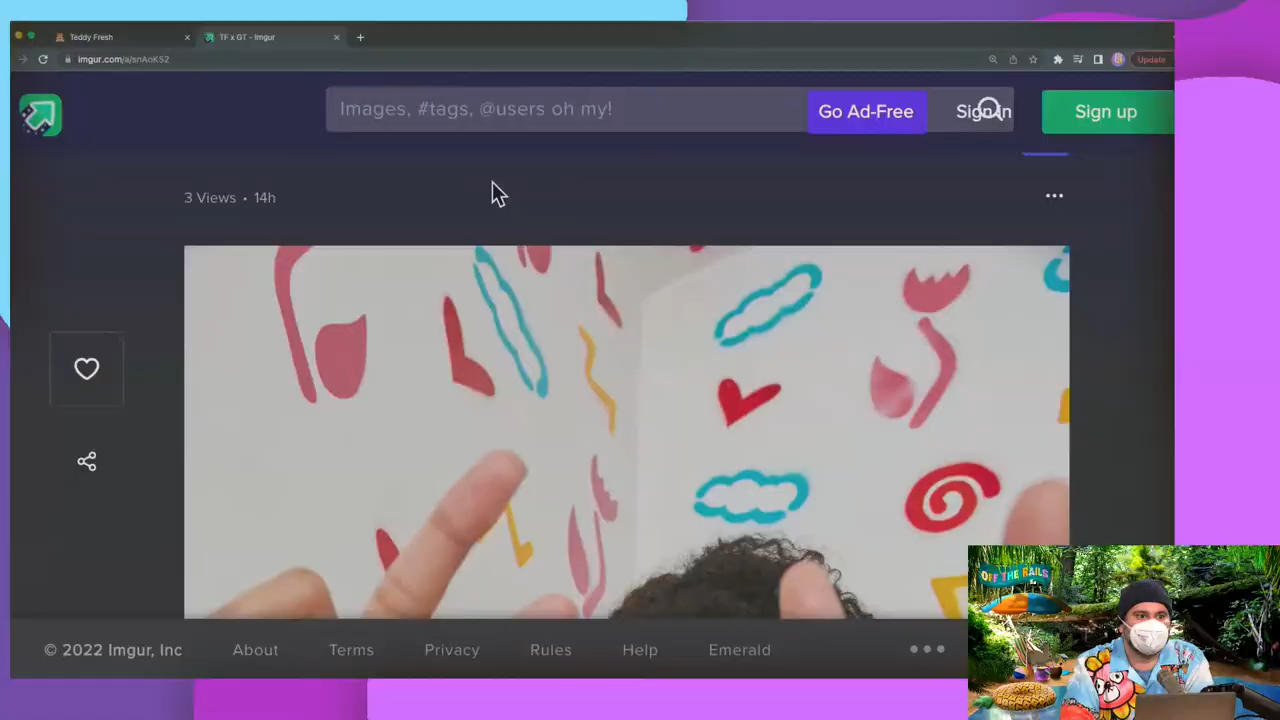 Teddy Fresh
TF x GT - Imgur
imgur.com/a/snAoKS2
Update
Images, #tags, @users oh my!
Go Ad-Free
Sign in
Sign up
3 Views • 14h
OFF THE RAILS
© 2022 Imgur, Inc
About
Terms
Privacy
Rules
Help
Emerald